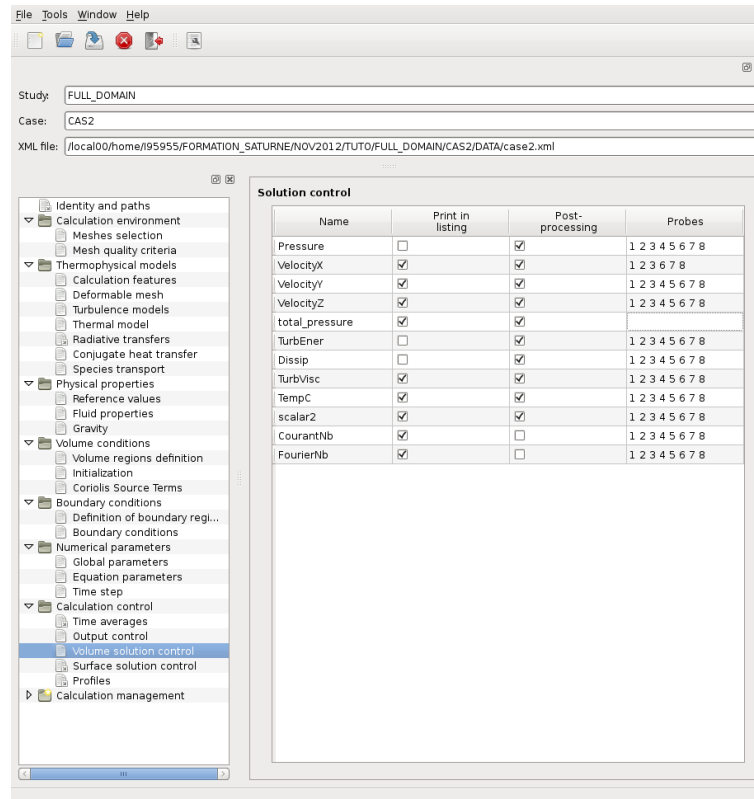 File Tools Window Help
Study: FULL_DOMAIN
Case: CAS2
XML file: /local00/home/I95955/FORMATION_SATURNE/NOV2012/TUTO/FULL_DOMAIN/CAS2/DATA/case2.xml
Identity and paths
Calculation environment
Meshes selection
Mesh quality criteria
Thermophysical models
Calculation features
Deformable mesh
Turbulence models
Thermal model
Radiative transfers
Conjugate heat transfer
Species transport
Physical properties
Reference values
Fluid properties
Gravity
Volume conditions
Volume regions definition
Initialization
Coriolis Source Terms
Boundary conditions
Definition of boundary regi...
Boundary conditions
Numerical parameters
Global parameters
Equation parameters
Time step
Calculation control
Time averages
Output control
Volume solution control
Surface solution control
Profiles
Calculation management
Solution control
Name Print in listing Post-processing Probes
Pressure 1 2 3 4 5 6 7 8
VelocityX 1 2 3 6 7 8
VelocityY 1 2 3 4 5 6 7 8
VelocityZ 1 2 3 4 5 6 7 8
total_pressure
TurbEner 1 2 3 4 5 6 7 8
Dissip 1 2 3 4 5 6 7 8
TurbVisc 1 2 3 4 5 6 7 8
TempC 1 2 3 4 5 6 7 8
scalar2 1 2 3 4 5 6 7 8
CourantNb 1 2 3 4 5 6 7 8
FourierNb 1 2 3 4 5 6 7 8